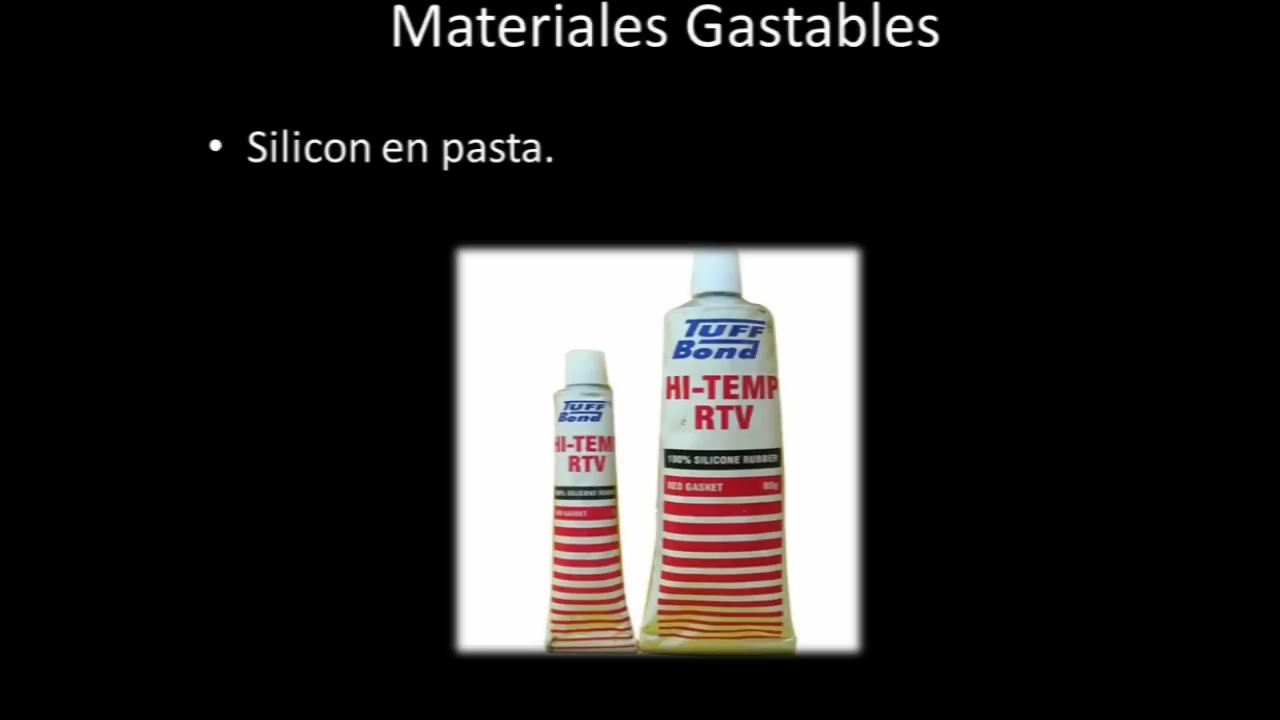 Materiales Gastables
• Silicon en pasta.
TUFF
Bond
HI-TEMP
RTV
100% SILICONE RUBBER
RED GASKET 85g
TUFF
Bond
HI-TEM
RTV